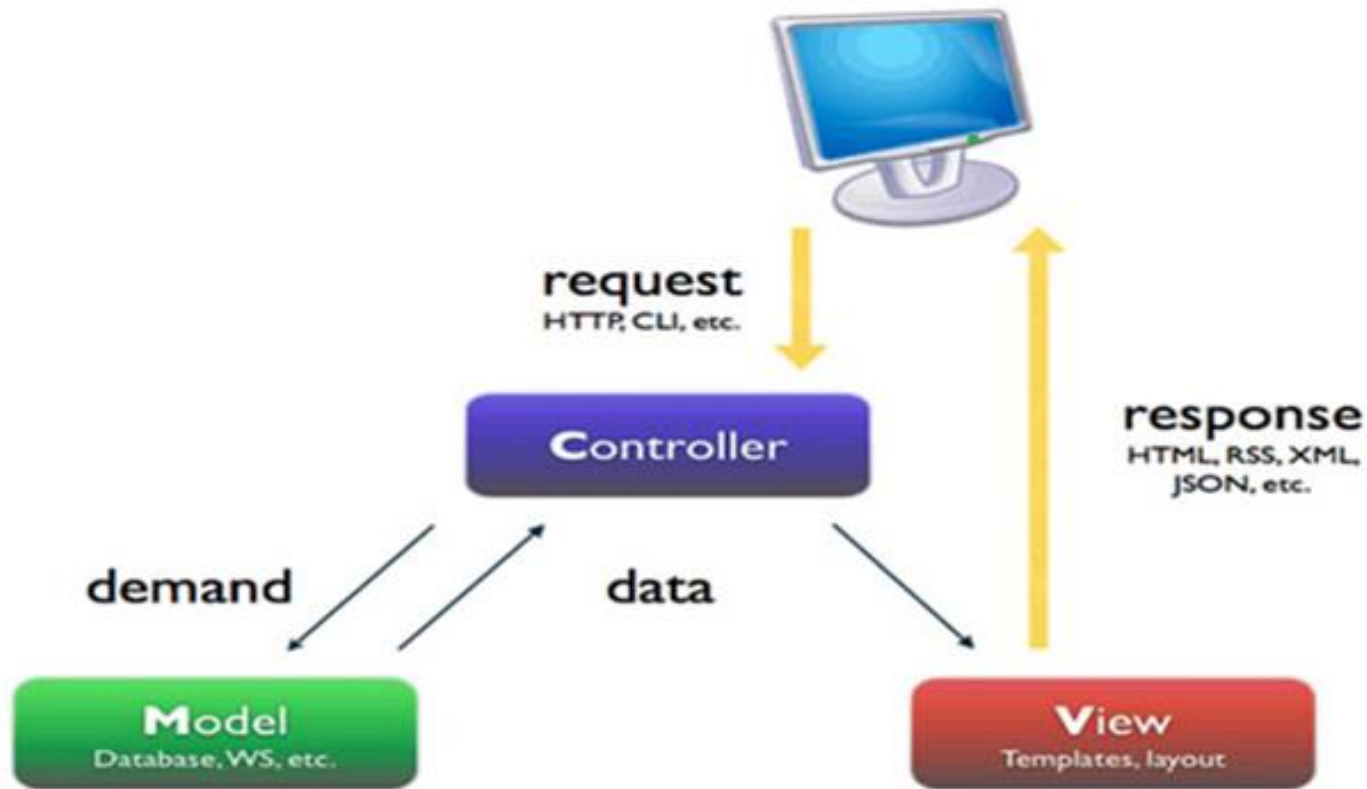 request
HTTP, CLI, etc.
Controller
response
HTML, RSS, XML,
JSON, etc.
demand
data
Model
Database, WS, etc.
View
Templates, layout